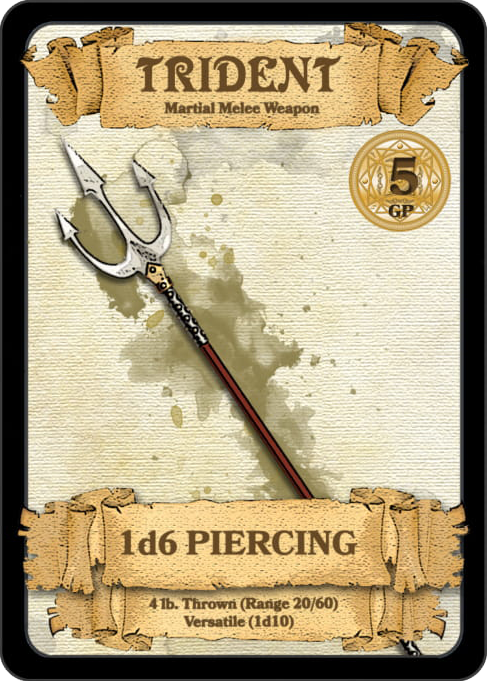 TRIDENT
Martial Melee Weapon
5
GP
1d6 PIERCING
4 lb. Thrown (Range 20/60)
Versatile (1d10)